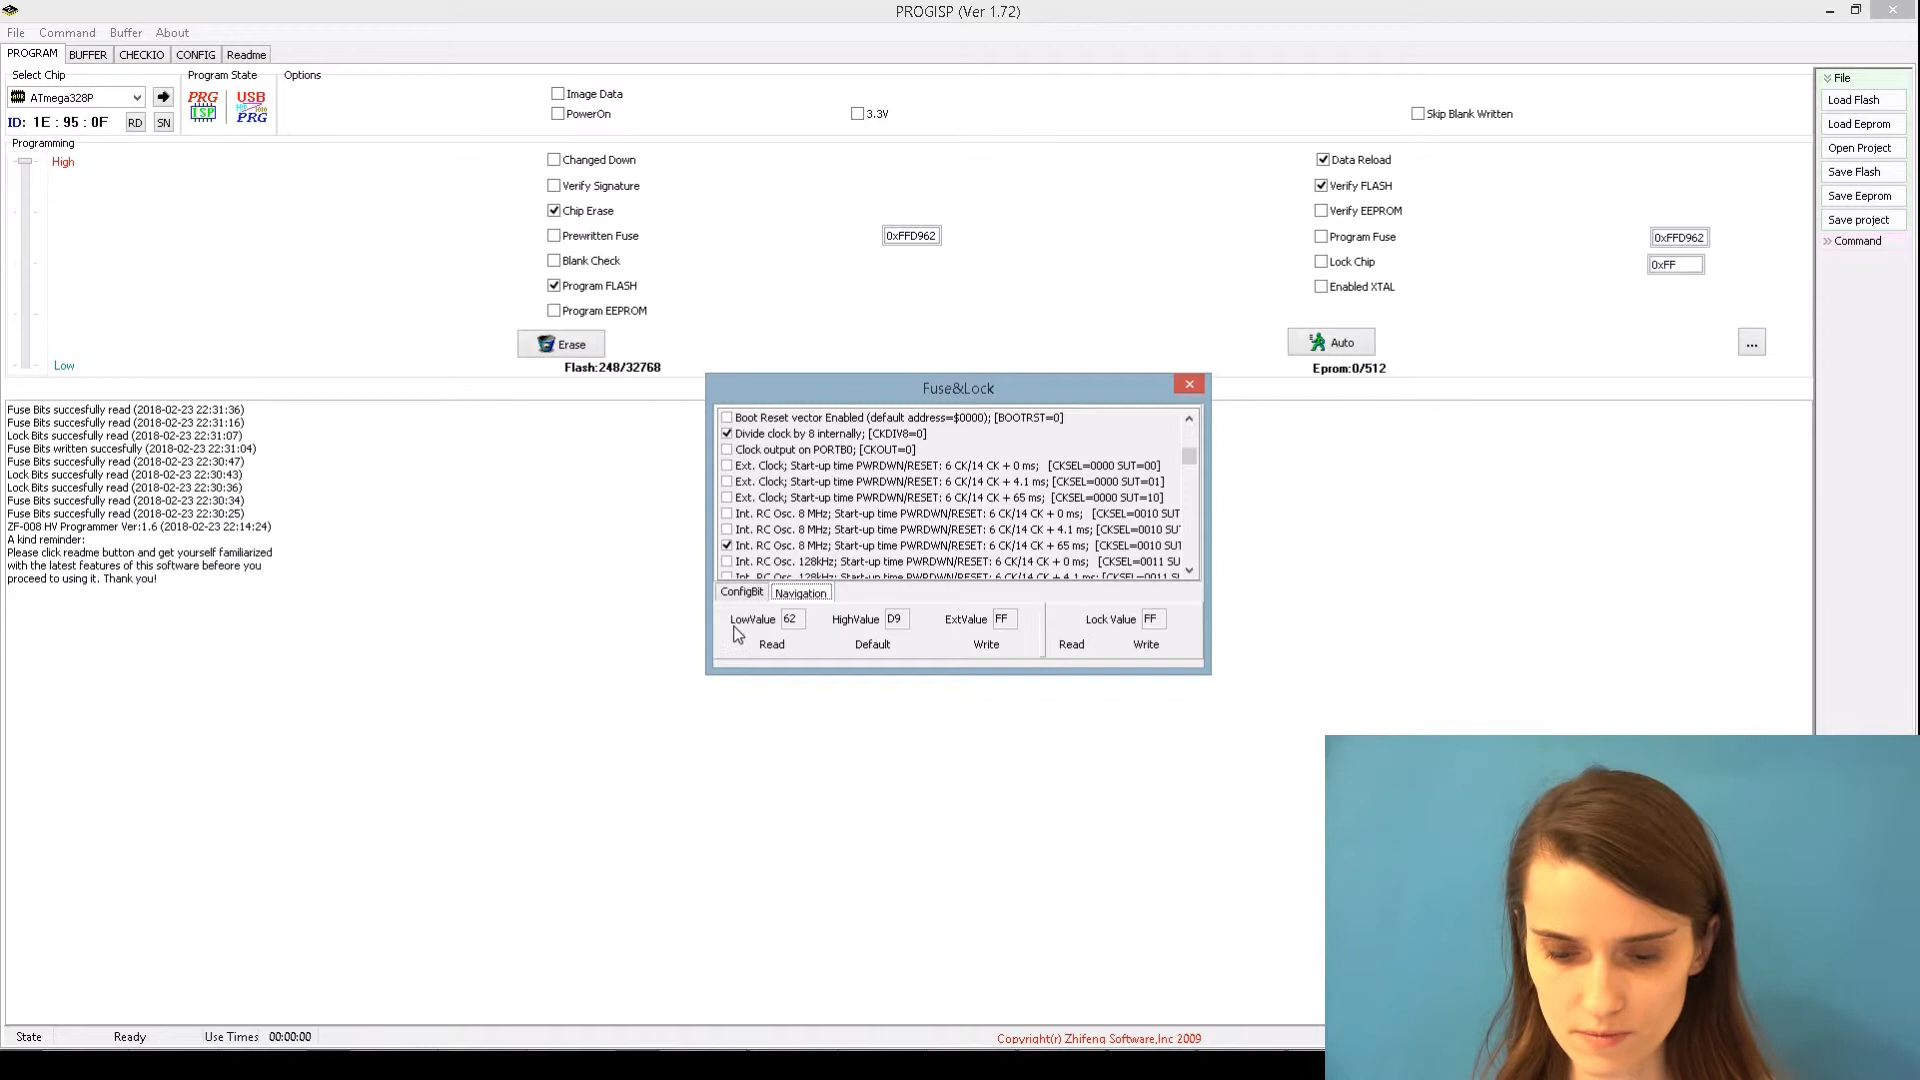 PROGISP (Ver 1.72)
File Command Buffer About
PROGRAM BUFFER CHECKIO CONFIG Readme
Select Chip Program State Options
ATmega328P PRG ISP USB PRG
ID: 1E : 95 : 0F RD SN
Image Data
PowerOn 3.3V Skip Blank Written
Programming
High
Low
Changed Down Data Reload
Verify Signature Verify FLASH
Chip Erase Verify EEPROM
Prewritten Fuse 0xFFD962 Program Fuse 0xFFD962
Blank Check Lock Chip 0xFF
Program FLASH Enabled XTAL
Program EEPROM
Erase Auto ...
Flash:248/32768 Eprom:0/512
File
Load Flash
Load Eeprom
Open Project
Save Flash
Save Eeprom
Save project
Command
Fuse Bits succesfully read (2018-02-23 22:31:36)
Fuse Bits succesfully read (2018-02-23 22:31:16)
Lock Bits succesfully read (2018-02-23 22:31:07)
Fuse Bits written succesfully (2018-02-23 22:31:04)
Fuse Bits succesfully read (2018-02-23 22:30:47)
Lock Bits succesfully read (2018-02-23 22:30:43)
Lock Bits succesfully read (2018-02-23 22:30:36)
Fuse Bits succesfully read (2018-02-23 22:30:34)
Fuse Bits succesfully read (2018-02-23 22:30:25)
ZF-008 HV Programmer Ver:1.6 (2018-02-23 22:14:24)
A kind reminder:
Please click readme button and get yourself familiarized
with the latest features of this software befeore you
proceed to using it. Thank you!
Fuse&Lock
Boot Reset vector Enabled (default address=$0000); [BOOTRST=0]
Divide clock by 8 internally; [CKDIV8=0]
Clock output on PORTB0; [CKOUT=0]
Ext. Clock; Start-up time PWRDWN/RESET: 6 CK/14 CK + 0 ms; [CKSEL=0000 SUT=00]
Ext. Clock; Start-up time PWRDWN/RESET: 6 CK/14 CK + 4.1 ms; [CKSEL=0000 SUT=01]
Ext. Clock; Start-up time PWRDWN/RESET: 6 CK/14 CK + 65 ms; [CKSEL=0000 SUT=10]
Int. RC Osc. 8 MHz; Start-up time PWRDWN/RESET: 6 CK/14 CK + 0 ms; [CKSEL=0010 SUT
Int. RC Osc. 8 MHz; Start-up time PWRDWN/RESET: 6 CK/14 CK + 4.1 ms; [CKSEL=0010 SU
Int. RC Osc. 8 MHz; Start-up time PWRDWN/RESET: 6 CK/14 CK + 65 ms; [CKSEL=0010 SUT
Int. RC Osc. 128kHz; Start-up time PWRDWN/RESET: 6 CK/14 CK + 0 ms; [CKSEL=0011 SU
Int. RC Osc. 128kHz; Start-up time PWRDWN/RESET: 6 CK/14 CK + 4.1 ms; [CKSEL=0011 S
ConfigBit Navigation
LowValue 62 HighValue D9 ExtValue FF Lock Value FF
Read Default Write Read Write
State Ready Use Times 00:00:00 Copyright(r) Zhifeng Software,Inc 2009